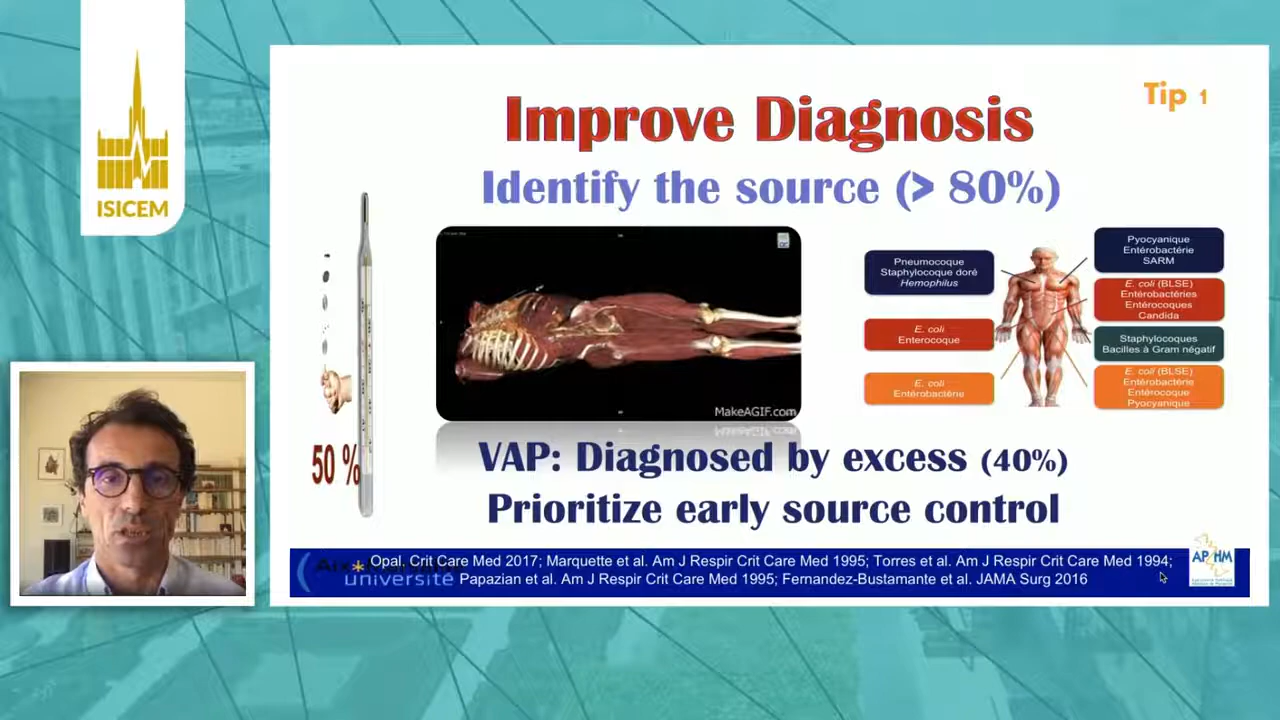 ISICEM
Tip 1
Improve Diagnosis
Identify the source (> 80%)
50 %
MakeAGIF.com
Pneumocoque
Staphylocoque doré
Hemophilus
E. coli
Enterocoque
E. coli
Entérobactérie
Pyocyanique
Entérobactérie
SARM
E. coli (BLSE)
Entérobactéries
Entérocoques
Candida
Staphylocoques
Bacilles à Gram négatif
E. coli (BLSE)
Entérobactérie
Entérocoque
Pyocyanique
VAP: Diagnosed by excess (40%)
Prioritize early source control
Opal, Crit Care Med 2017; Marquette et al. Am J Respir Crit Care Med 1995; Torres et al. Am J Respir Crit Care Med 1994;
Papazian et al. Am J Respir Crit Care Med 1995; Fernandez-Bustamante et al. JAMA Surg 2016
université
AP HM